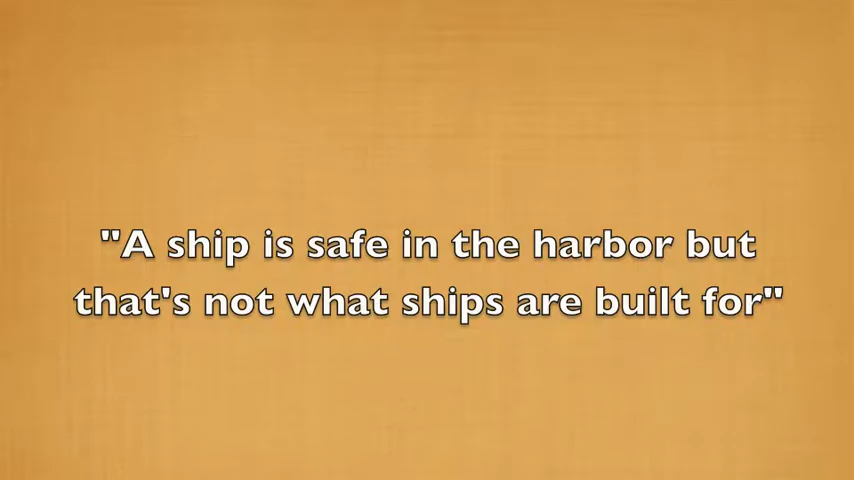 "A ship is safe in the harbor but
that's not what ships are built for"